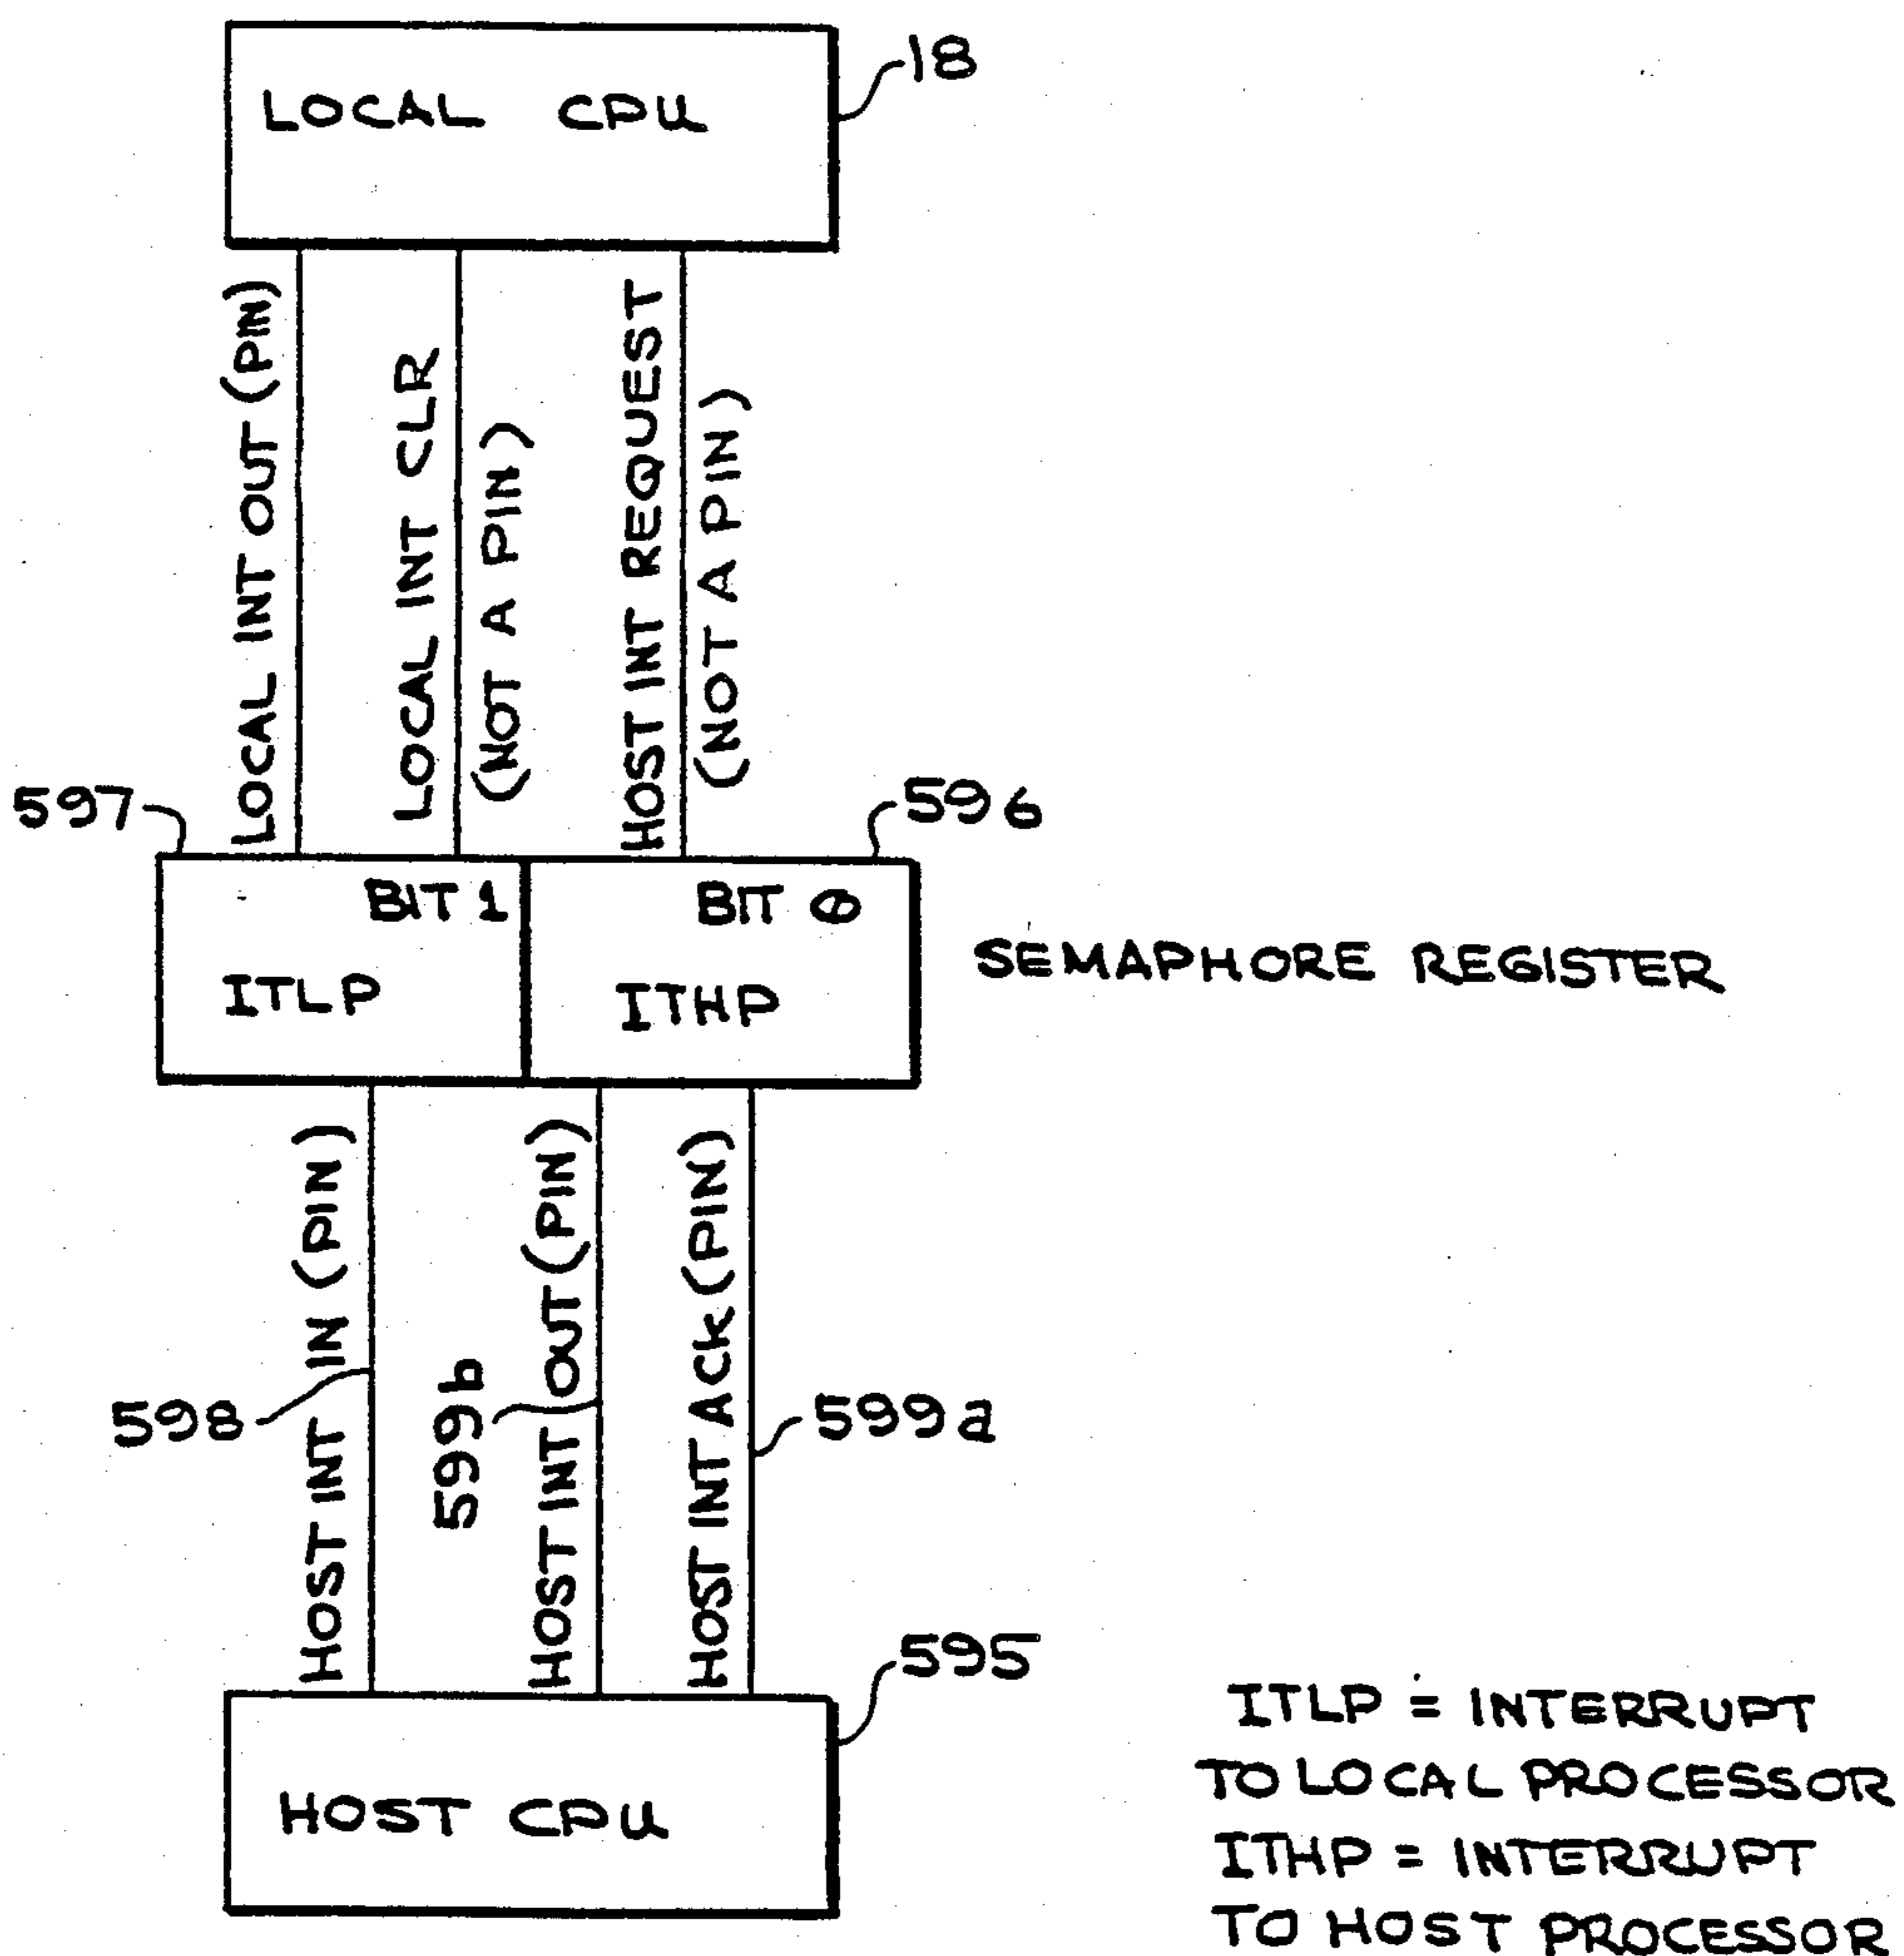 LOCAL CPU
18
LOCAL INT OUT (PIN)
LOCAL INT CLR
(NOT A PIN)
HOST INT REQUEST
(NOT A PIN)
597
596
BIT 1
ITLP
BIT 0
ITHP
SEMAPHORE REGISTER
HOST INT IN (PIN)
598
599b
HOST INT OUT (PIN)
HOST INT ACK (PIN)
599a
595
HOST CPU
ITLP = INTERRUPT
TO LOCAL PROCESSOR
ITHP = INTERRUPT
TO HOST PROCESSOR